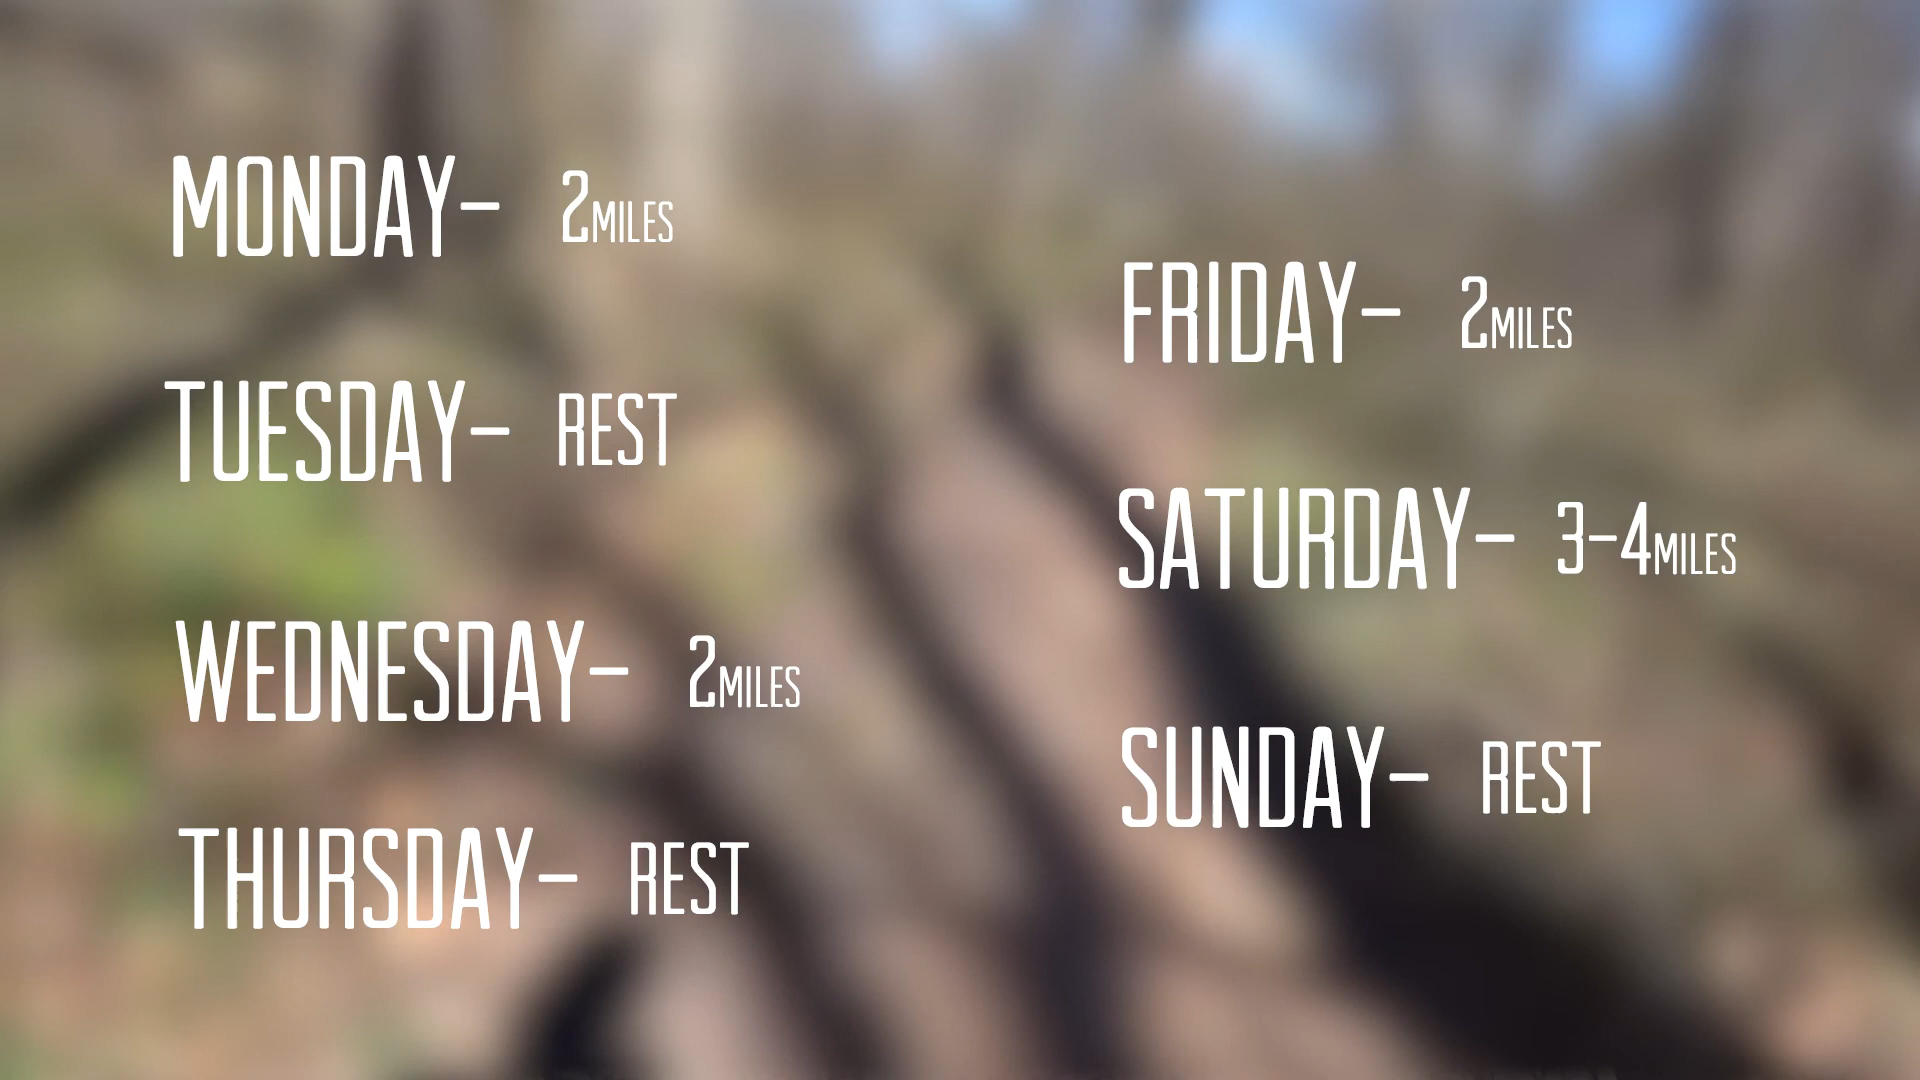 MONDAY- 2MILES
TUESDAY- REST
WEDNESDAY- 2MILES
THURSDAY- REST
FRIDAY- 2MILES
SATURDAY- 3-4MILES
SUNDAY- REST